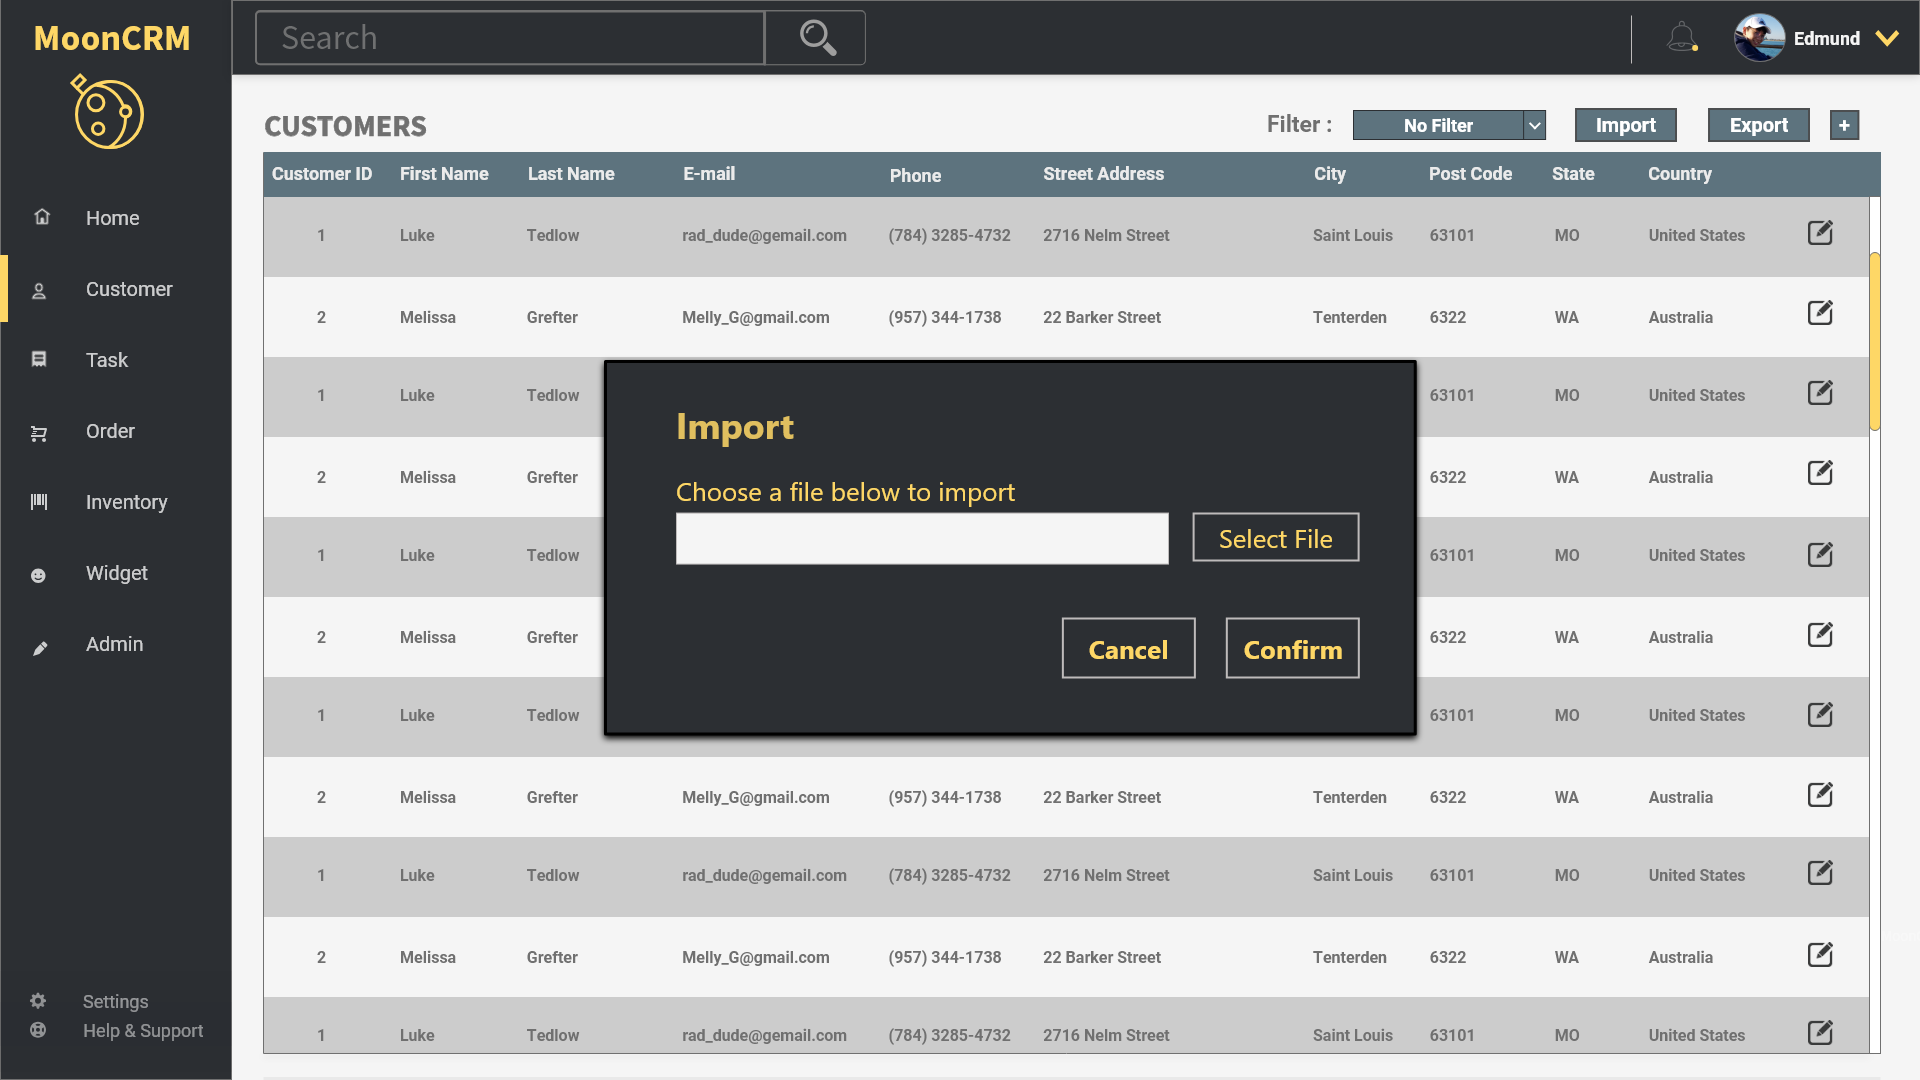 MoonCRM
Search
Edmund
Home
Customer
Task
Order
Inventory
Widget
Admin
Settings
Help & Support
CUSTOMERS
Filter : No Filter Import Export +
Customer ID First Name Last Name E-mail Phone Street Address City Post Code State Country
1 Luke Tedlow rad_dude@gemail.com (784) 3285-4732 2716 Nelm Street Saint Louis 63101 MO United States
2 Melissa Grefter Melly_G@gmail.com (957) 344-1738 22 Barker Street Tenterden 6322 WA Australia
1 Luke Tedlow 63101 MO United States
2 Melissa Grefter 6322 WA Australia
1 Luke Tedlow 63101 MO United States
2 Melissa Grefter 6322 WA Australia
1 Luke Tedlow 63101 MO United States
2 Melissa Grefter Melly_G@gmail.com (957) 344-1738 22 Barker Street Tenterden 6322 WA Australia
1 Luke Tedlow rad_dude@gemail.com (784) 3285-4732 2716 Nelm Street Saint Louis 63101 MO United States
2 Melissa Grefter Melly_G@gmail.com (957) 344-1738 22 Barker Street Tenterden 6322 WA Australia
1 Luke Tedlow rad_dude@gemail.com (784) 3285-4732 2716 Nelm Street Saint Louis 63101 MO United States
Import
Choose a file below to import
Select File
Cancel Confirm